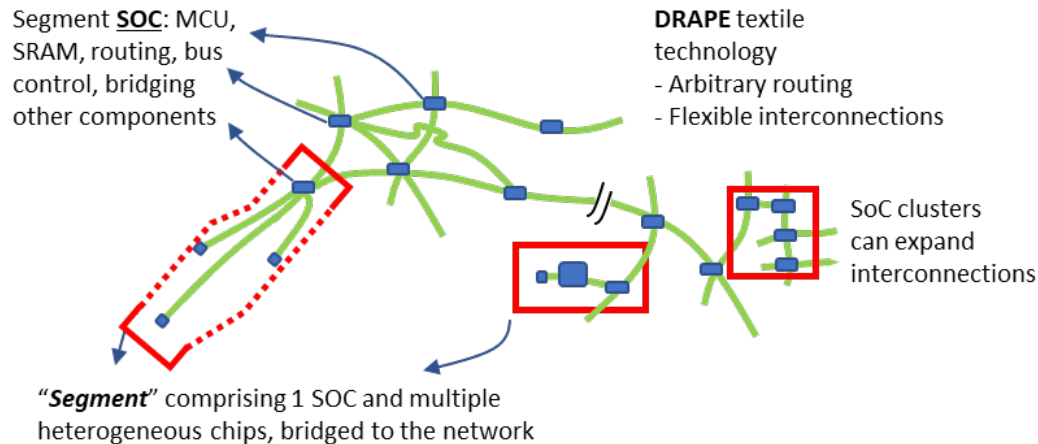 Segment SOC: MCU,
SRAM, routing, bus
control, bridging
other components
DRAPE textile
technology
- Arbitrary routing
- Flexible interconnections
SoC clusters
can expand
interconnections
“Segment” comprising 1 SOC and multiple
heterogeneous chips, bridged to the network